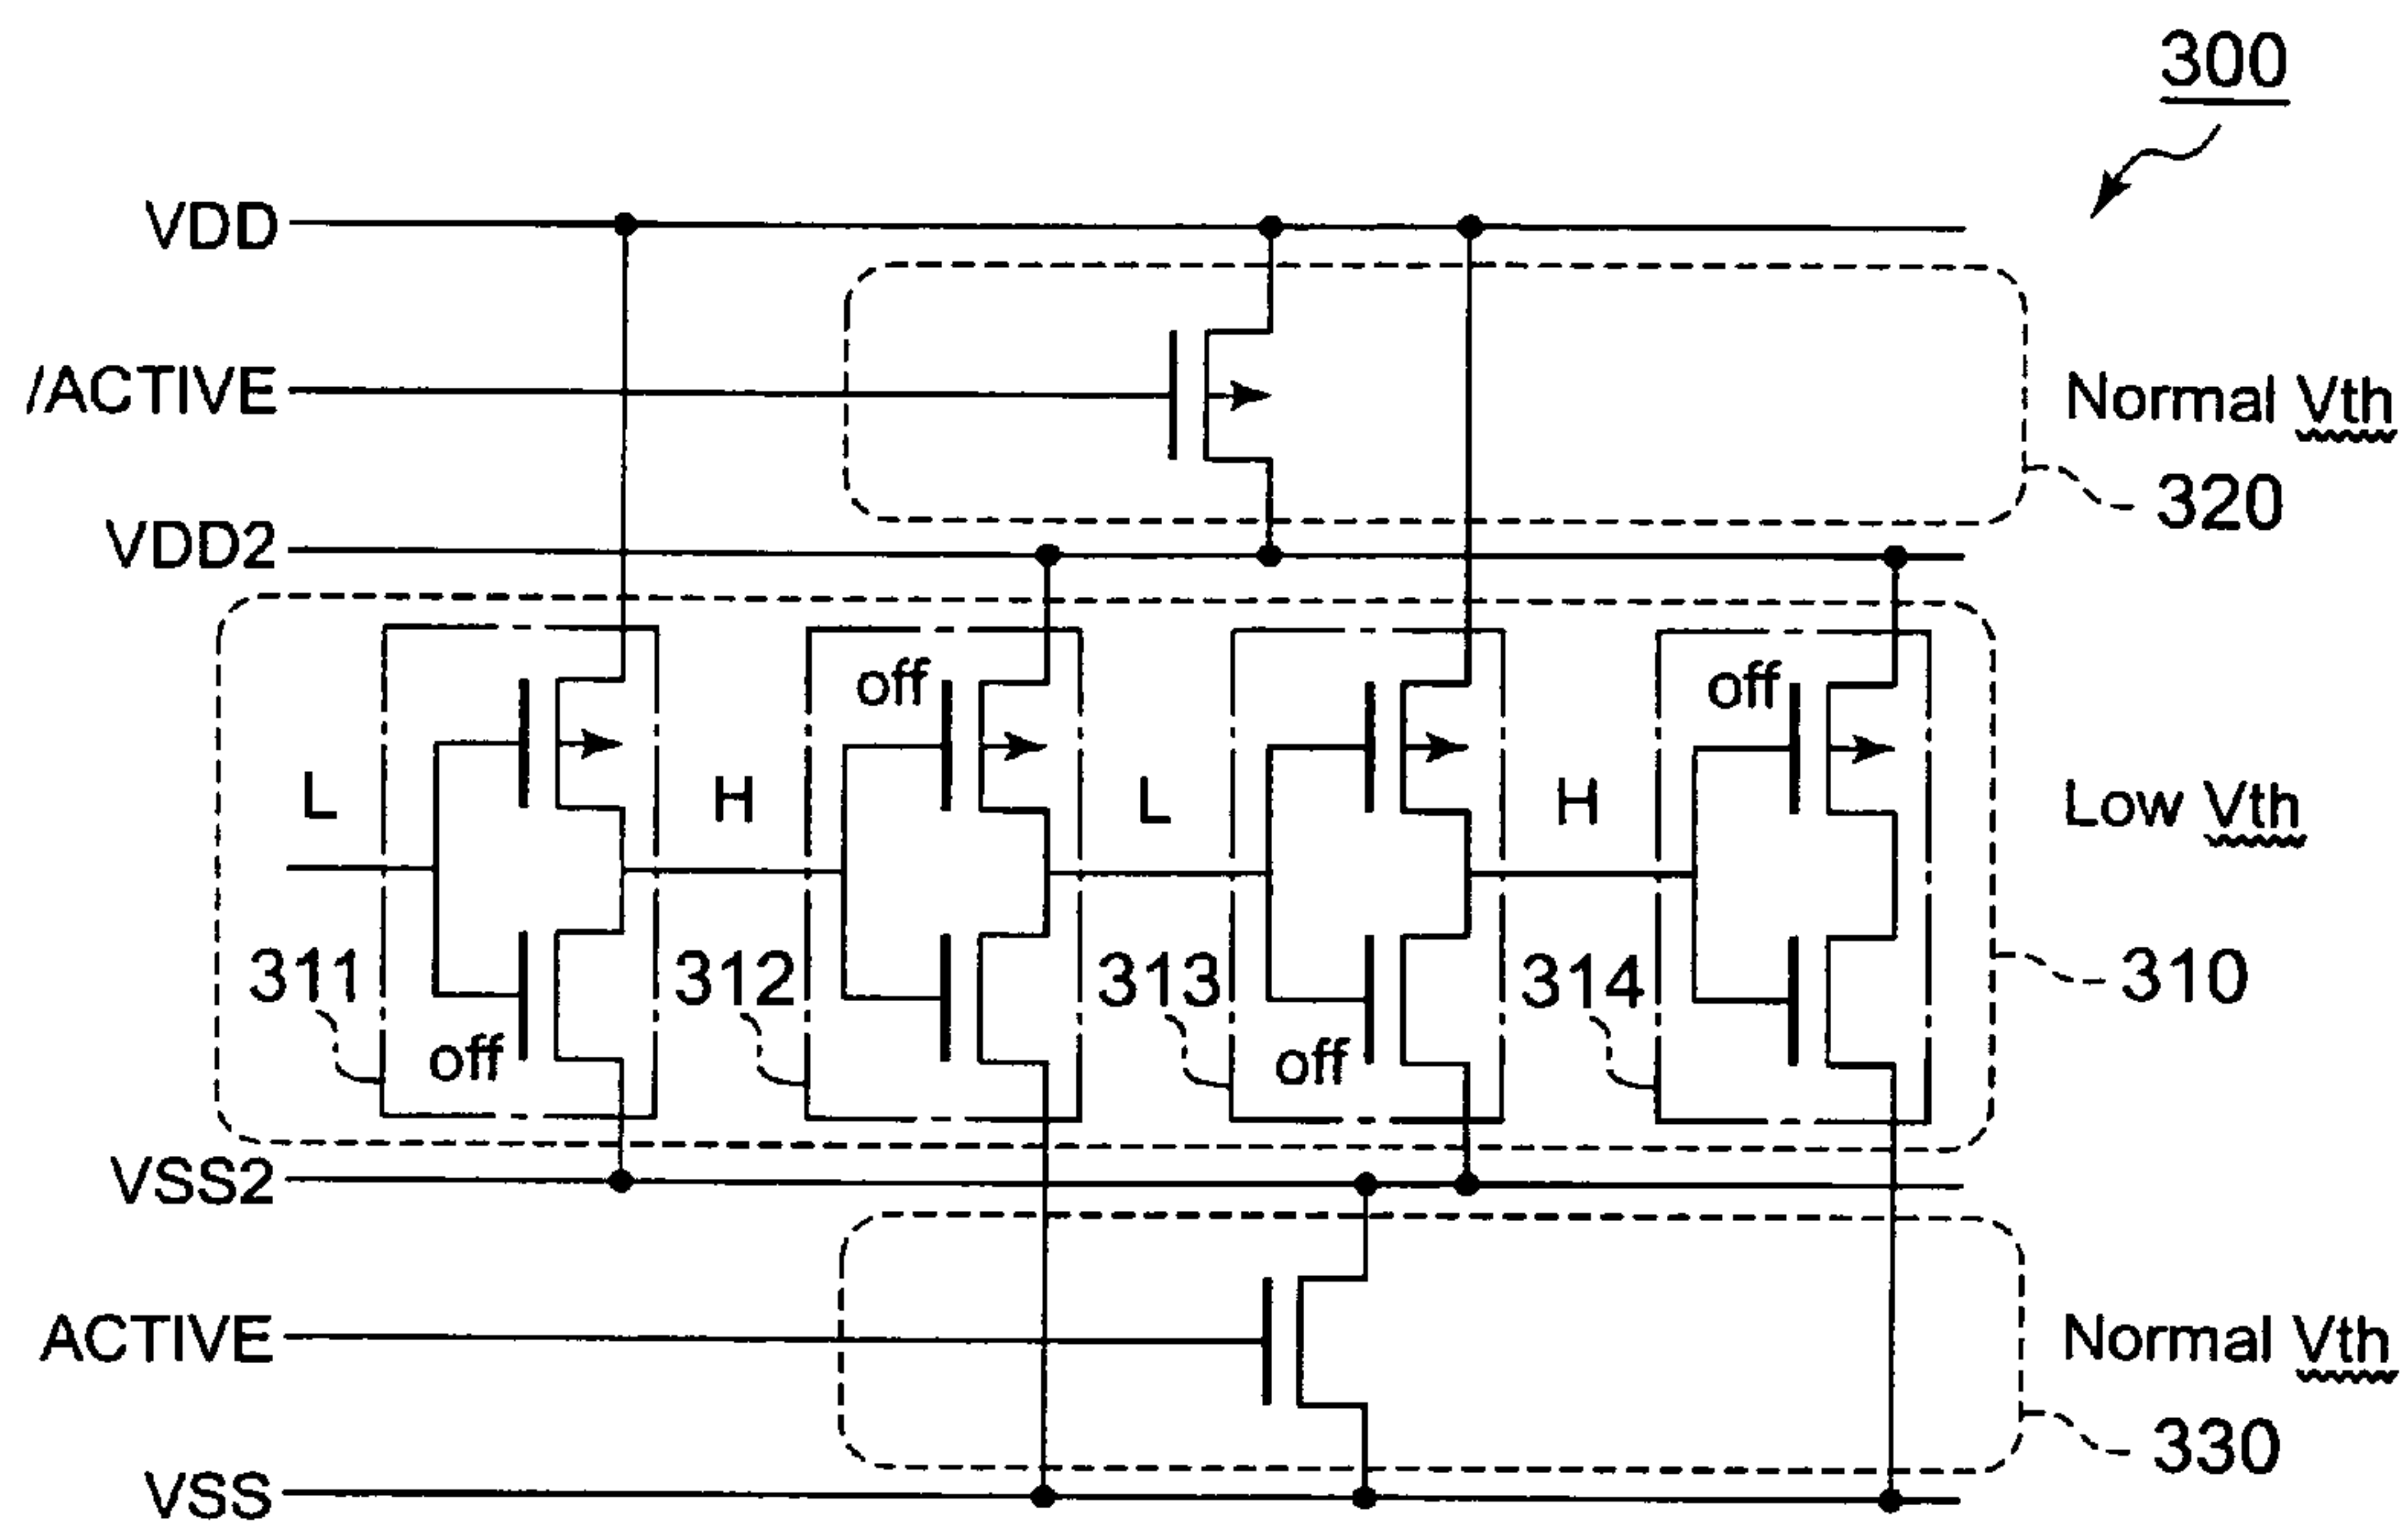 300
VDD
/ACTIVE
Normal Vth
320
VDD2
off
off
L
H
L
H
Low Vth
311
312
313
314
310
off
off
VSS2
ACTIVE
Normal Vth
330
VSS